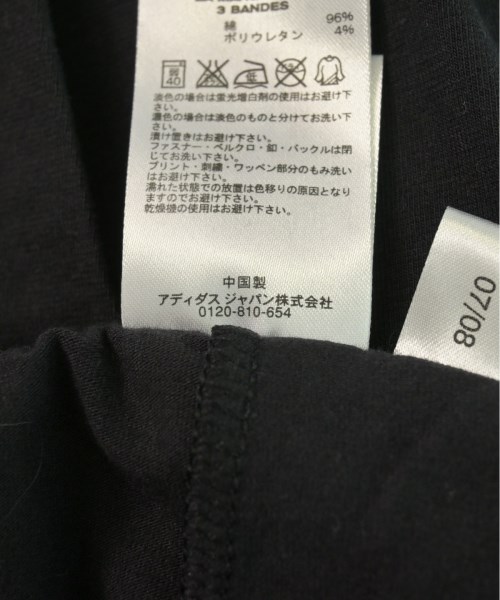 3 BANDES
綿 96%
ポリウレタン 4%
弱 40
淡色の場合は蛍光増白剤の使用はお避け下
さい。
濃色の場合は淡色のものと分けてお洗い下
さい。
漬け置きはお避け下さい。
ファスナー・ベルクロ・釦・バックルは閉
じてお洗い下さい。
プリント・刺繍・ワッペン部分のもみ洗い
はお避け下さい。
濡れた状態での放置は色移りの原因となり
ますのでお避け下さい。
乾燥機の使用はお避け下さい。
中国製
アディダス ジャパン株式会社
0120-810-654
07/08